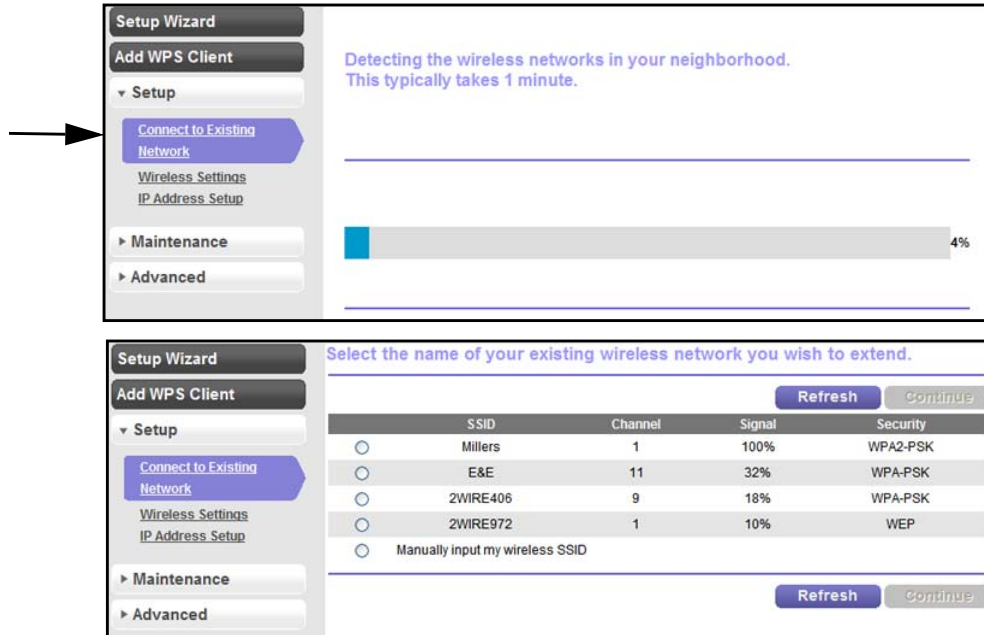 Setup Wizard
Add WPS Client
Setup
Connect to Existing
Network
Wireless Settings
IP Address Setup
Maintenance
Advanced
Detecting the wireless networks in your neighborhood.
This typically takes 1 minute.
4%
Setup Wizard
Add WPS Client
Setup
Connect to Existing
Network
Wireless Settings
IP Address Setup
Maintenance
Advanced
Select the name of your existing wireless network you wish to extend.
Refresh Continue
SSID Channel Signal Security
Millers 1 100% WPA2-PSK
E&E 11 32% WPA-PSK
2WIRE406 9 18% WPA-PSK
2WIRE972 1 10% WEP
Manually input my wireless SSID
Refresh Continue